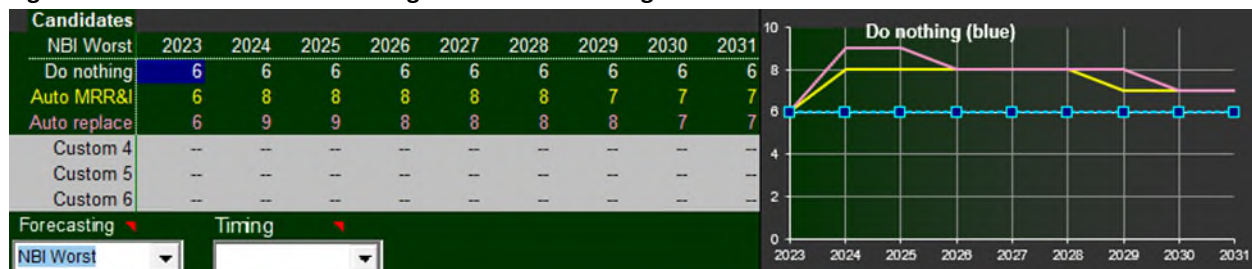 Candidates
NBI Worst 2023 2024 2025 2026 2027 2028 2029 2030 2031
Do nothing 6 6 6 6 6 6 6 6 6
Auto MRR&I 6 8 8 8 8 8 7 7 7
Auto replace 6 9 9 8 8 8 8 7 7
Custom 4 -- -- -- -- -- -- -- -- --
Custom 5 -- -- -- -- -- -- -- -- --
Custom 6 -- -- -- -- -- -- -- -- --
Forecasting Timing
NBI Worst
Do nothing (blue)
10
8
6
4
2
0
2023 2024 2025 2026 2027 2028 2029 2030 2031